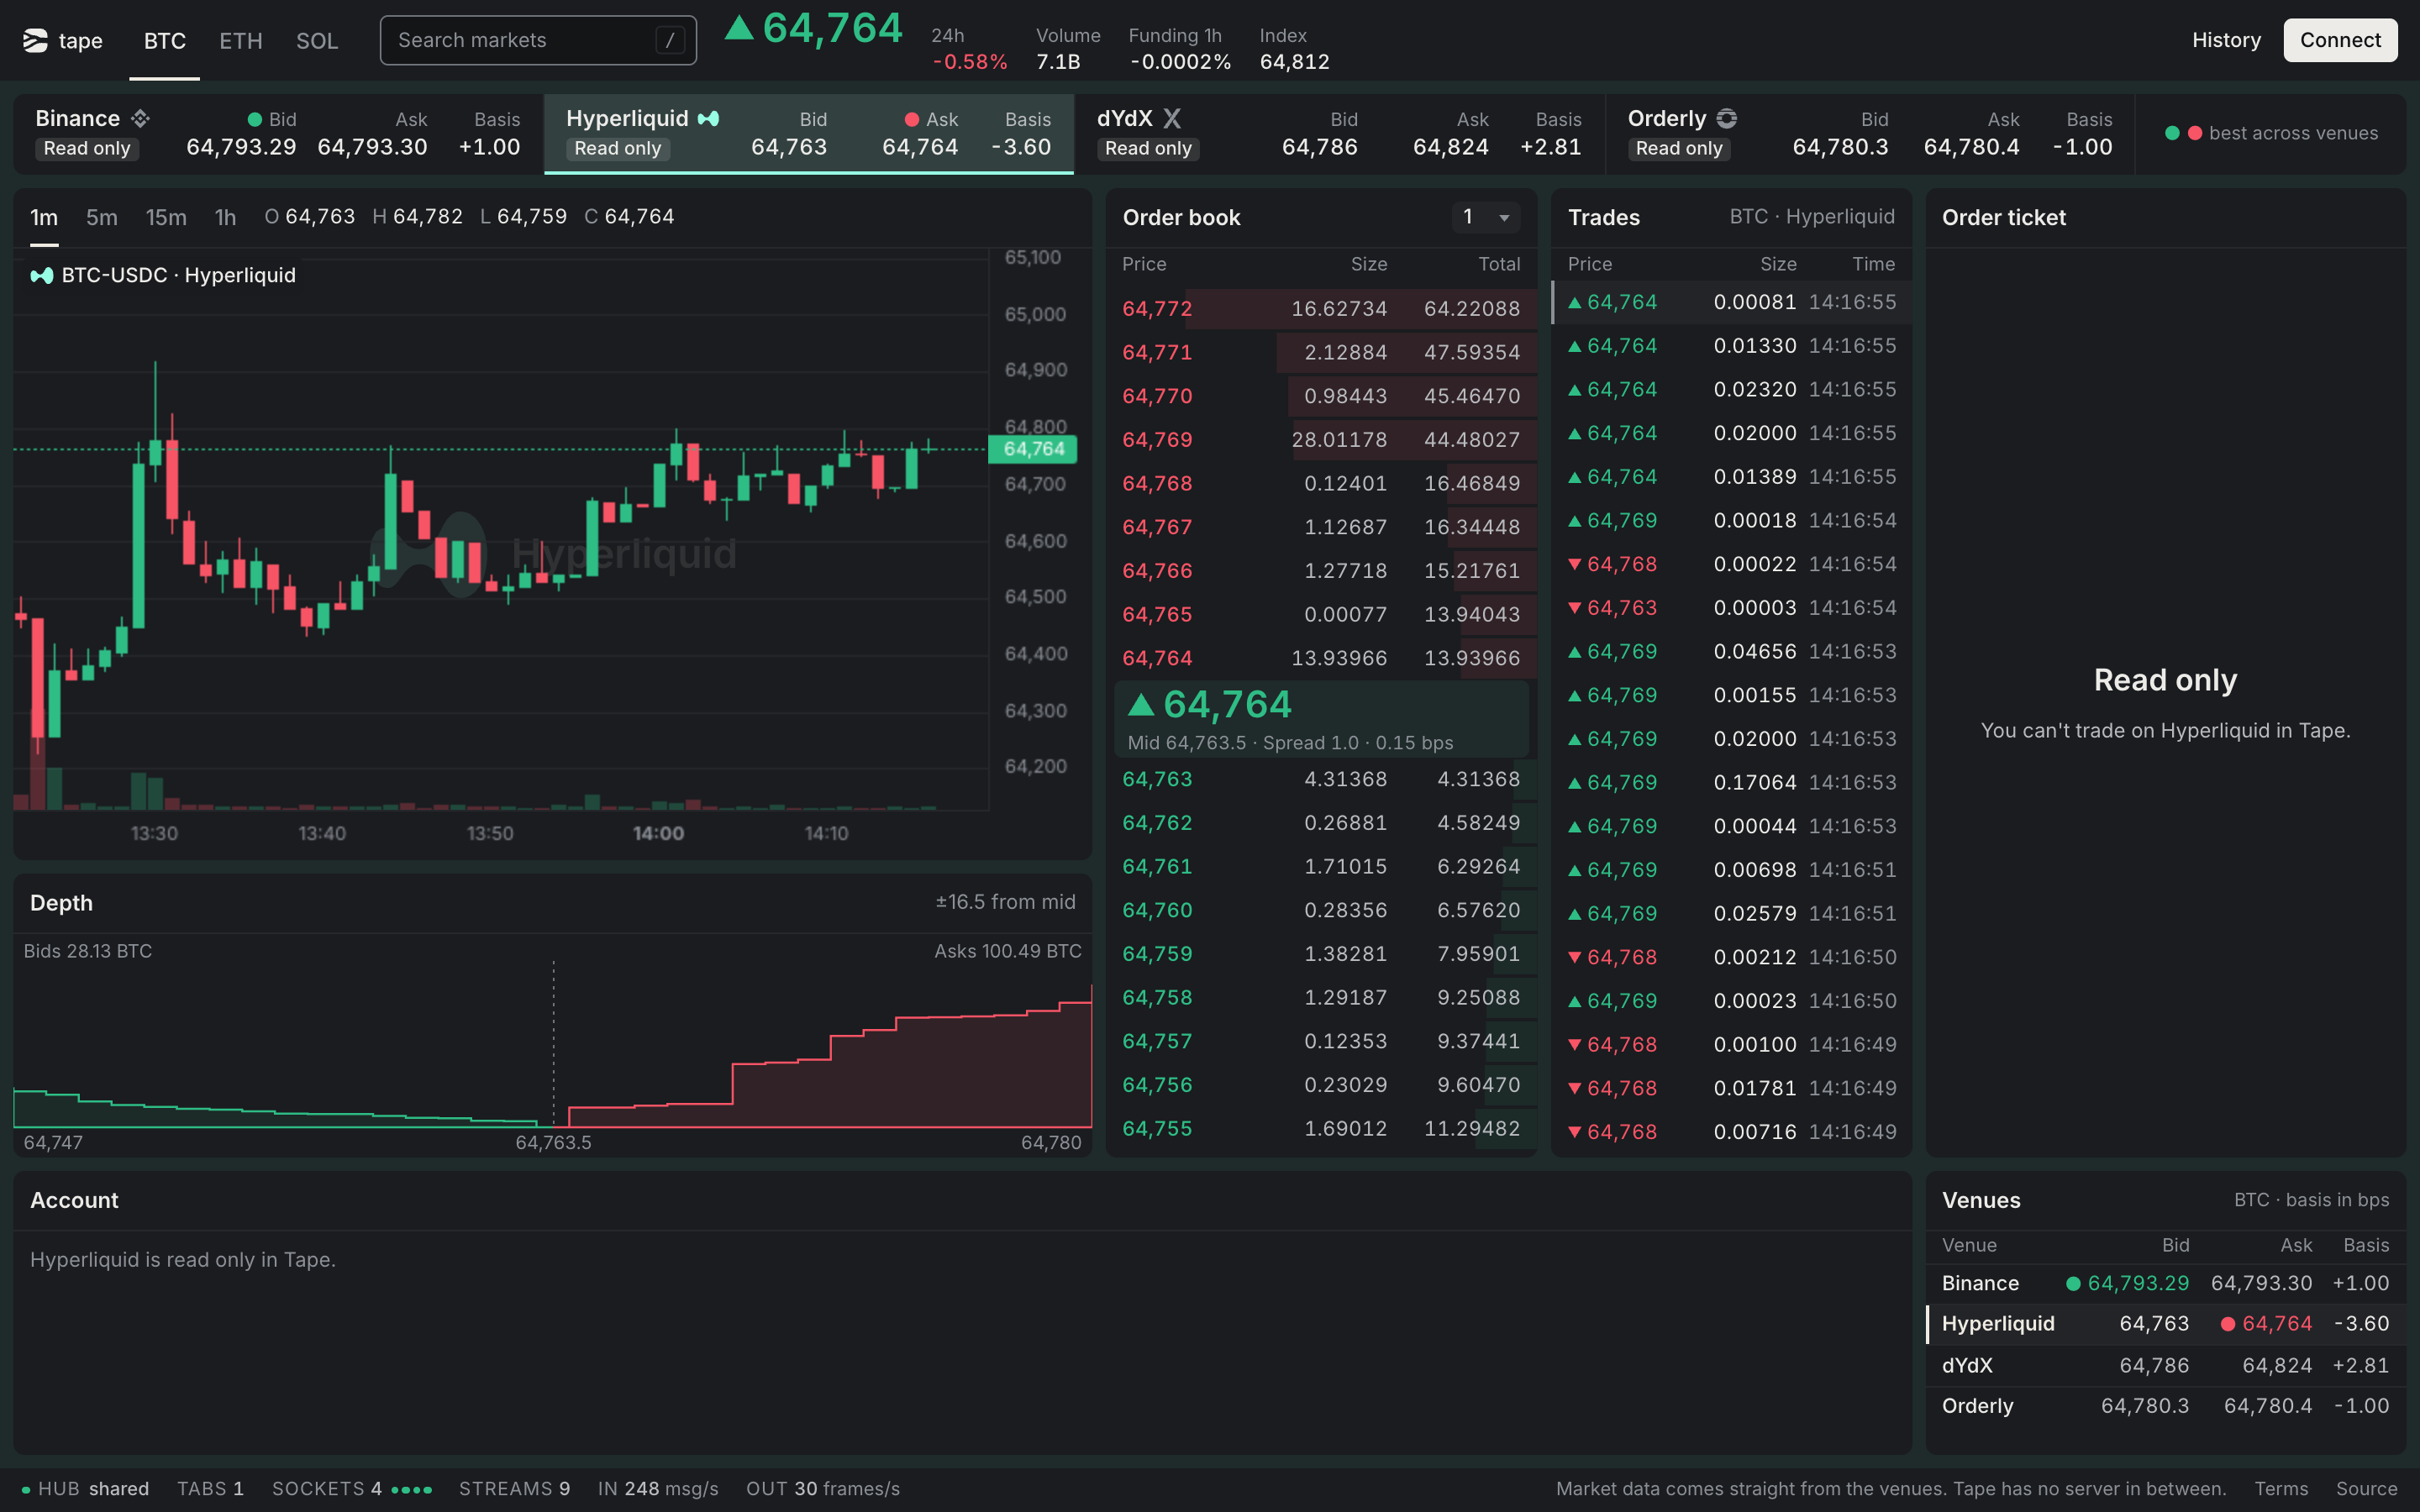 tape BTC ETH SOL Search markets / ▲ 64,764 24h -0.58% Volume 7.1B Funding 1h -0.0002% Index 64,812 History Connect
Binance Read only Bid 64,793.29 Ask 64,793.30 Basis +1.00
Hyperliquid Read only Bid 64,763 Ask 64,764 Basis -3.60
dYdX Read only Bid 64,786 Ask 64,824 Basis +2.81
Orderly Read only Bid 64,780.3 Ask 64,780.4 Basis -1.00
best across venues
1m 5m 15m 1h O 64,763 H 64,782 L 64,759 C 64,764
BTC-USDC · Hyperliquid
65,100
65,000
64,900
64,800
64,764
64,700
64,600
64,500
64,400
64,300
64,200
Hyperliquid
13:30 13:40 13:50 14:00 14:10
Depth ±16.5 from mid
Bids 28.13 BTC Asks 100.49 BTC
64,747 64,763.5 64,780
Order book 1
Price Size Total
64,772 16.62734 64.22088
64,771 2.12884 47.59354
64,770 0.98443 45.46470
64,769 28.01178 44.48027
64,768 0.12401 16.46849
64,767 1.12687 16.34448
64,766 1.27718 15.21761
64,765 0.00077 13.94043
64,764 13.93966 13.93966
▲ 64,764
Mid 64,763.5 · Spread 1.0 · 0.15 bps
64,763 4.31368 4.31368
64,762 0.26881 4.58249
64,761 1.71015 6.29264
64,760 0.28356 6.57620
64,759 1.38281 7.95901
64,758 1.29187 9.25088
64,757 0.12353 9.37441
64,756 0.23029 9.60470
64,755 1.69012 11.29482
Trades BTC · Hyperliquid
Price Size Time
▲ 64,764 0.00081 14:16:55
▲ 64,764 0.01330 14:16:55
▲ 64,764 0.02320 14:16:55
▲ 64,764 0.02000 14:16:55
▲ 64,764 0.01389 14:16:55
▲ 64,769 0.00018 14:16:54
▼ 64,768 0.00022 14:16:54
▼ 64,763 0.00003 14:16:54
▲ 64,769 0.04656 14:16:53
▲ 64,769 0.00155 14:16:53
▲ 64,769 0.02000 14:16:53
▲ 64,769 0.17064 14:16:53
▲ 64,769 0.00044 14:16:53
▲ 64,769 0.00698 14:16:51
▲ 64,769 0.02579 14:16:51
▼ 64,768 0.00212 14:16:50
▲ 64,769 0.00023 14:16:50
▼ 64,768 0.00100 14:16:49
▼ 64,768 0.01781 14:16:49
▼ 64,768 0.00716 14:16:49
Order ticket
Read only
You can't trade on Hyperliquid in Tape.
Account
Hyperliquid is read only in Tape.
Venues BTC · basis in bps
Venue Bid Ask Basis
Binance 64,793.29 64,793.30 +1.00
Hyperliquid 64,763 64,764 -3.60
dYdX 64,786 64,824 +2.81
Orderly 64,780.3 64,780.4 -1.00
HUB shared TABS 1 SOCKETS 4 STREAMS 9 IN 248 msg/s OUT 30 frames/s Market data comes straight from the venues. Tape has no server in between. Terms Source